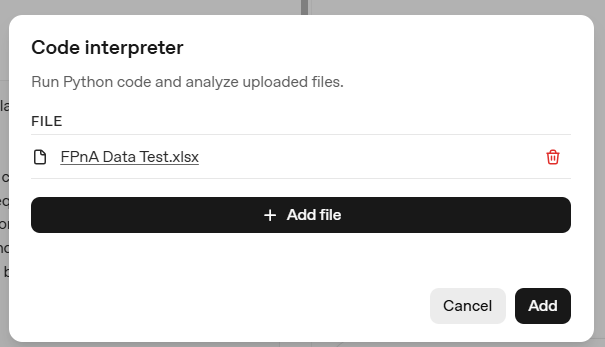 Code interpreter
Run Python code and analyze uploaded files.
FILE
FPnA Data Test.xlsx
+ Add file
Cancel
Add